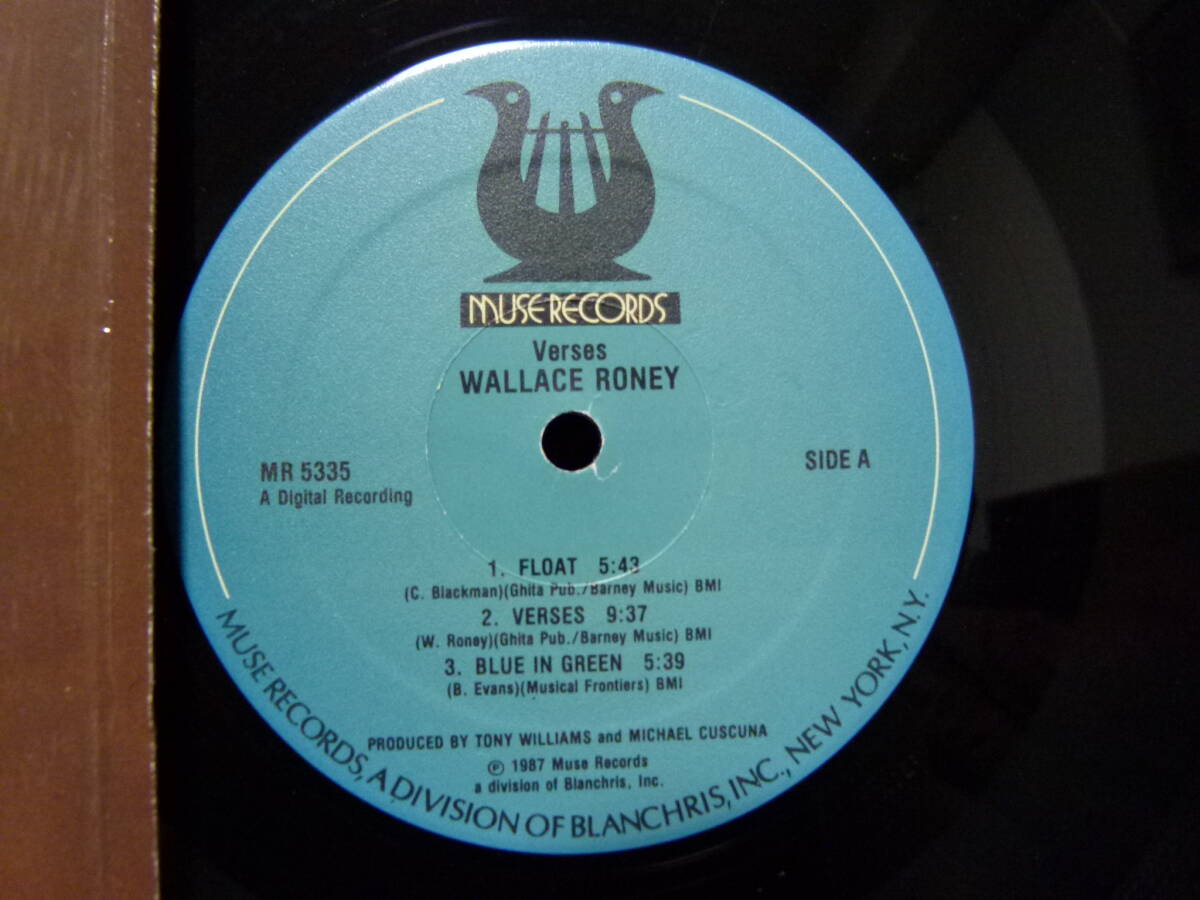 MUSE RECORDS
Verses
WALLACE RONEY
MR 5335
A Digital Recording
SIDE A
1. FLOAT 5:43
(C. Blackman)(Ghita Pub./Barney Music) BMI
2. VERSES 9:37
(W. Roney)(Ghita Pub./Barney Music) BMI
3. BLUE IN GREEN 5:39
(B. Evans)(Musical Frontiers) BMI
PRODUCED BY TONY WILLIAMS and MICHAEL CUSCUNA
℗ 1987 Muse Records
a division of Blanchris, Inc.
MUSE RECORDS, A DIVISION OF BLANCHRIS, INC., NEW YORK, N.Y.